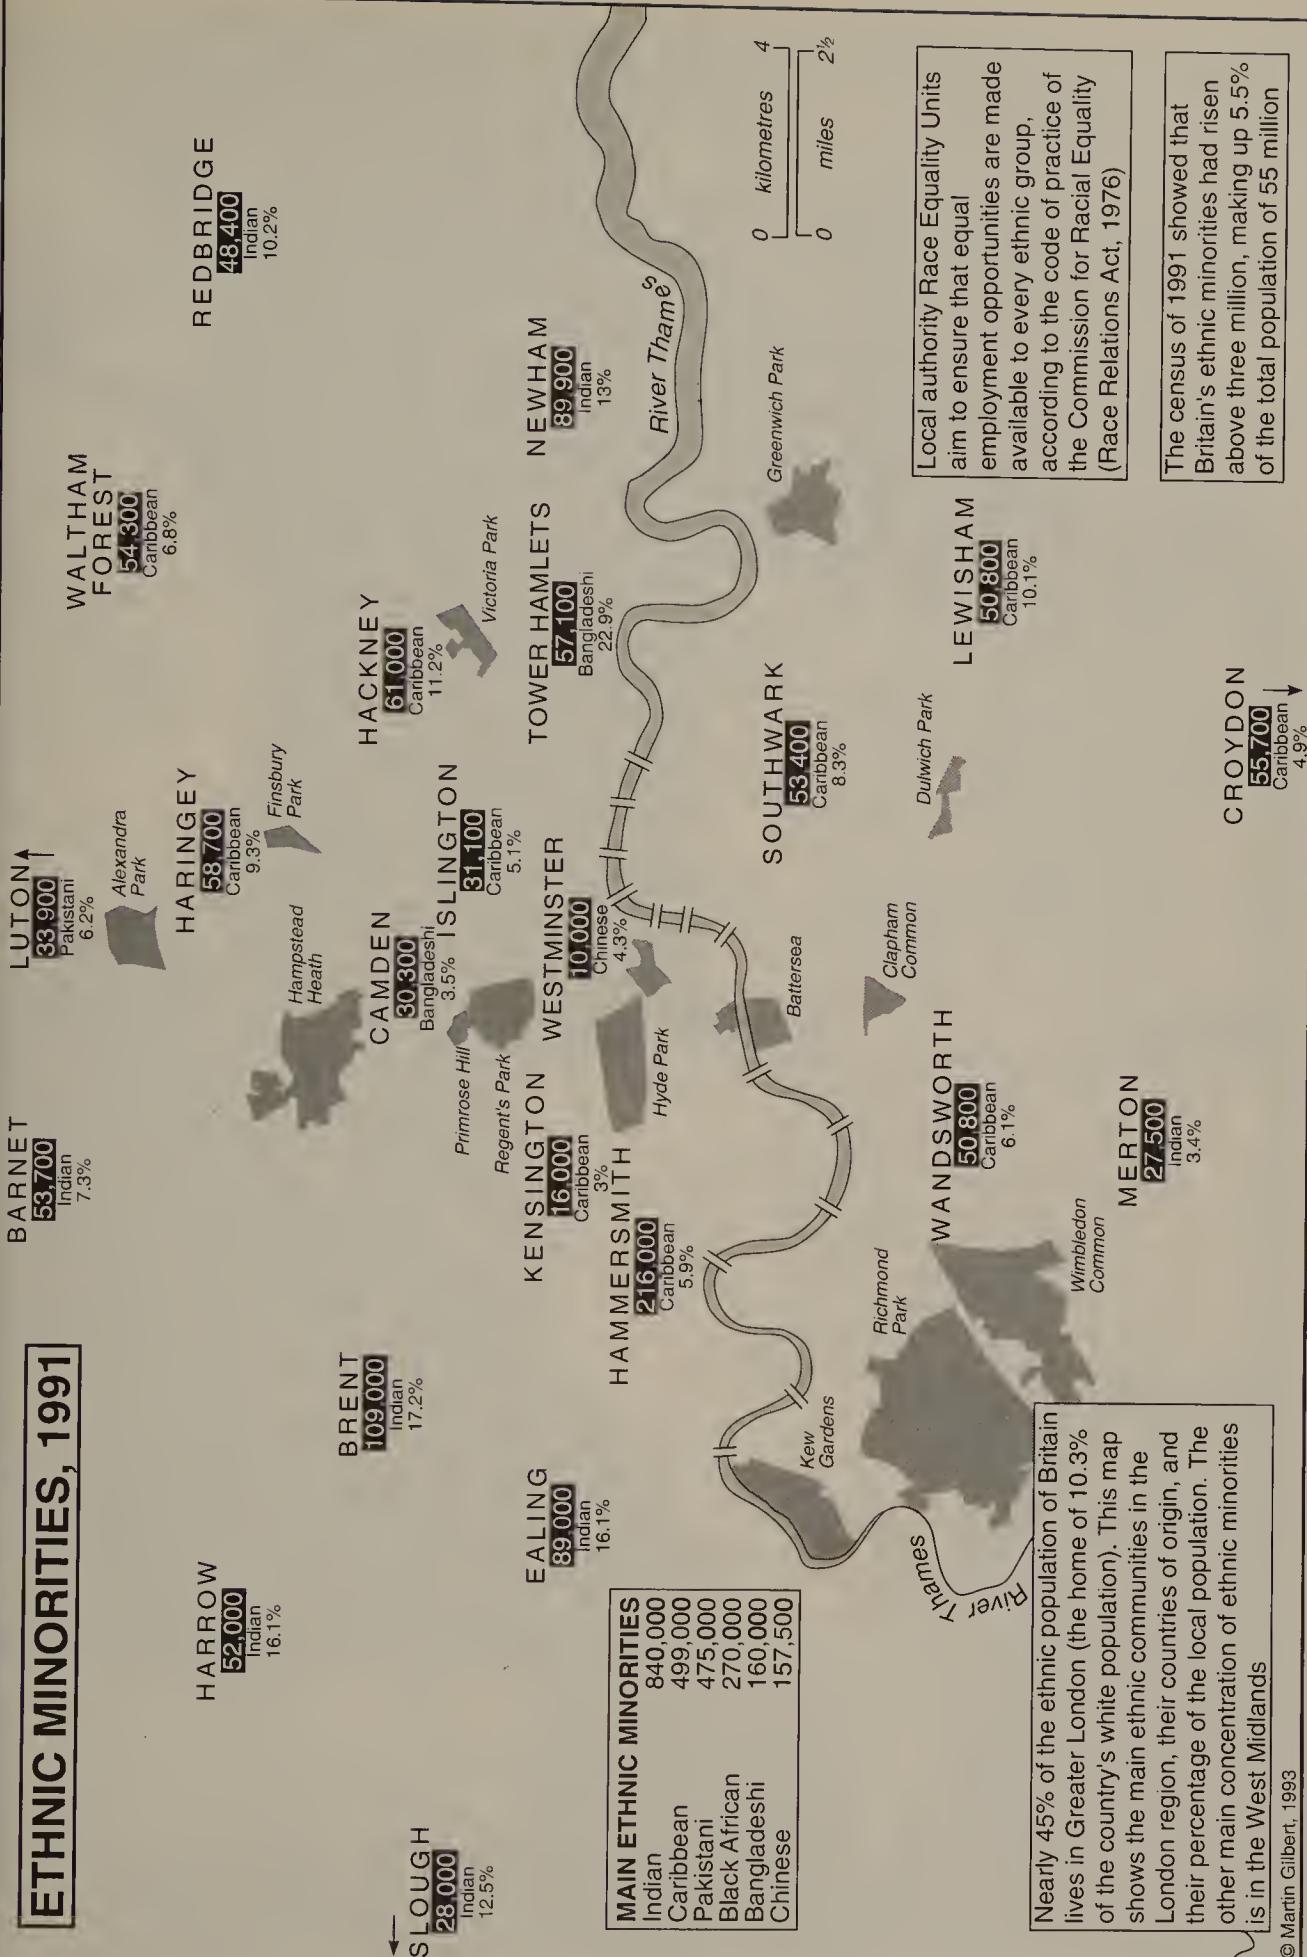 ETHNIC MINORITIES, 1991
BARNET
53,700
Indian
7.3%
LUTON
33,900
Pakistani
6.2%
Alexandra
Park
WALTHAM
FOREST
54,300
Caribbean
6.8%
HARROW
52,000
Indian
16.1%
HARINGEY
58,700
Caribbean
9.3%
Finsbury
Park
REDBRIDGE
48,400
Indian
10.2%
Hampstead
Heath
BRENT
109,000
Indian
17.2%
CAMDEN
30,300
Bangladeshi
3.5%
HACKNEY
61,000
Caribbean
11.2%
Victoria Park
SLOUGH
28,000
Indian
12.5%
ISLINGTON
31,100
Caribbean
5.1%
Primrose Hill
Regent's Park
EALING
89,000
Indian
16.1%
KENSINGTON
16,000
Caribbean
3%
WESTMINSTER
10,000
Chinese
4.3%
TOWER HAMLETS
57,100
Bangladeshi
22.9%
NEWHAM
89,900
Indian
13%
HAMMERSMITH
216,000
Caribbean
5.9%
Hyde Park
River Thames
MAIN ETHNIC MINORITIES
Indian 840,000
Caribbean 499,000
Pakistani 475,000
Black African 270,000
Bangladeshi 160,000
Chinese 157,500
Battersea
SOUTHWARK
53,400
Caribbean
8.3%
Greenwich Park
0 kilometres 4
0 miles 2½
Kew
Gardens
Richmond
Park
Clapham
Common
Dulwich Park
River Thames
WANDSWORTH
50,800
Caribbean
6.1%
LEWISHAM
50,800
Caribbean
10.1%
Local authority Race Equality Units
aim to ensure that equal
employment opportunities are made
available to every ethnic group,
according to the code of practice of
the Commission for Racial Equality
(Race Relations Act, 1976)
Wimbledon
Common
MERTON
27,500
Indian
3.4%
CROYDON
55,700
Caribbean
4.9%
The census of 1991 showed that
Britain's ethnic minorities had risen
above three million, making up 5.5%
of the total population of 55 million
Nearly 45% of the ethnic population of Britain
lives in Greater London (the home of 10.3%
of the country's white population). This map
shows the main ethnic communities in the
London region, their countries of origin, and
their percentage of the local population. The
other main concentration of ethnic minorities
is in the West Midlands
© Martin Gilbert, 1993